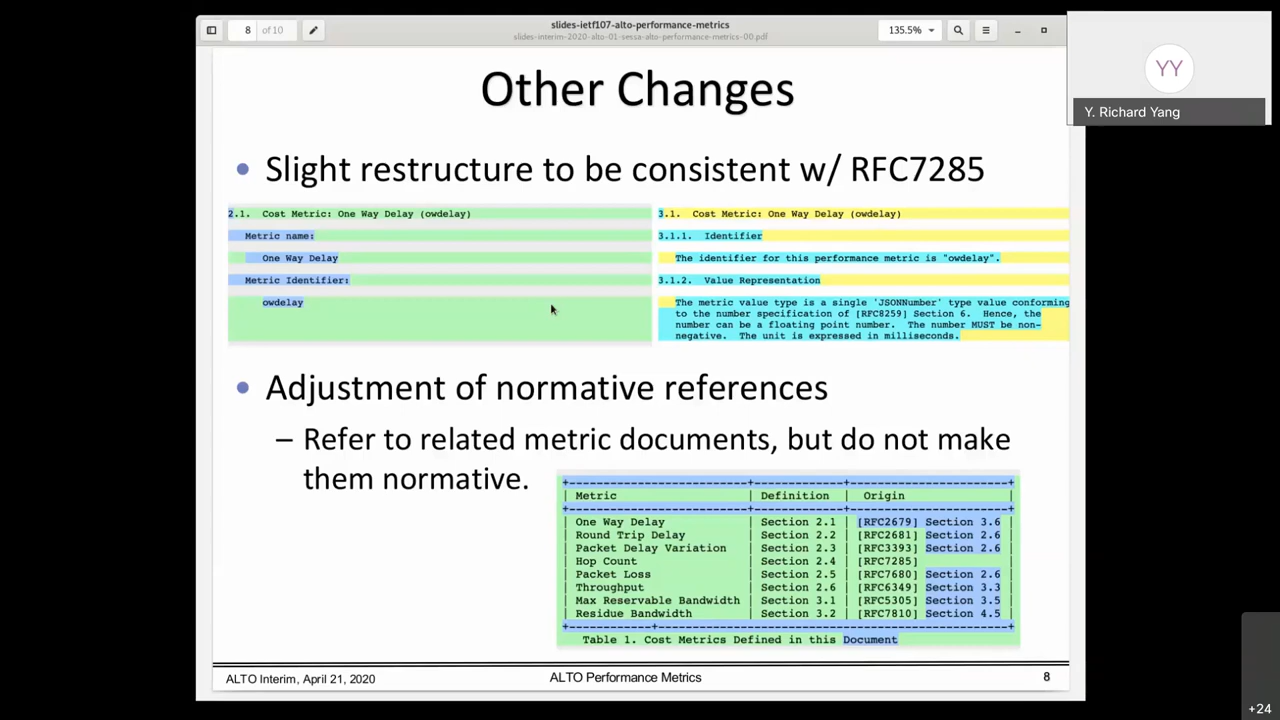 slides-ietf107-alto-performance-metrics
slides-interim-2020-alto-01-sessa-alto-performance-metrics-00.pdf
8 of 10
135.5%
YY
Y. Richard Yang
Other Changes
• Slight restructure to be consistent w/ RFC7285
2.1. Cost Metric: One Way Delay (owdelay)
Metric name:
One Way Delay
Metric Identifier:
owdelay
3.1. Cost Metric: One Way Delay (owdelay)
3.1.1. Identifier
The identifier for this performance metric is "owdelay".
3.1.2. Value Representation
The metric value type is a single 'JSONNumber' type value conforming
to the number specification of [RFC8259] Section 6. Hence, the
number can be a floating point number. The number MUST be non-
negative. The unit is expressed in milliseconds.
• Adjustment of normative references
– Refer to related metric documents, but do not make
them normative.
+----------------------+------------+---------------------+
| Metric | Definition | Origin |
+----------------------+------------+---------------------+
| One Way Delay | Section 2.1 | [RFC2679] Section 3.6 |
| Round Trip Delay | Section 2.2 | [RFC2681] Section 2.6 |
| Packet Delay Variation | Section 2.3 | [RFC3393] Section 2.6 |
| Hop Count | Section 2.4 | [RFC7285] |
| Packet Loss | Section 2.5 | [RFC7680] Section 2.6 |
| Throughput | Section 2.6 | [RFC6349] Section 3.3 |
| Max Reservable Bandwidth | Section 3.1 | [RFC5305] Section 3.5 |
| Residue Bandwidth | Section 3.2 | [RFC7810] Section 4.5 |
+------------+--------------------------------------------+
Table 1. Cost Metrics Defined in this Document
ALTO Interim, April 21, 2020
ALTO Performance Metrics
8
+24